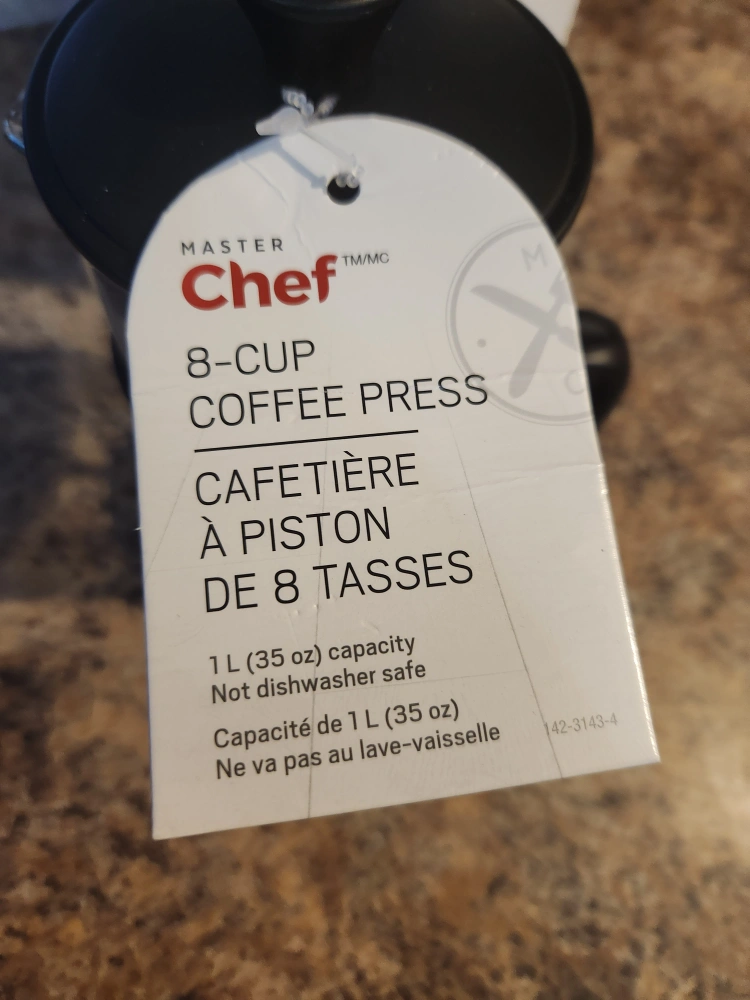 MASTER
Chef TM/MC
M
C
8-CUP
COFFEE PRESS
CAFETIÈRE
À PISTON
DE 8 TASSES
1 L (35 oz) capacity
Not dishwasher safe
Capacité de 1 L (35 oz)
Ne va pas au lave-vaisselle
142-3143-4